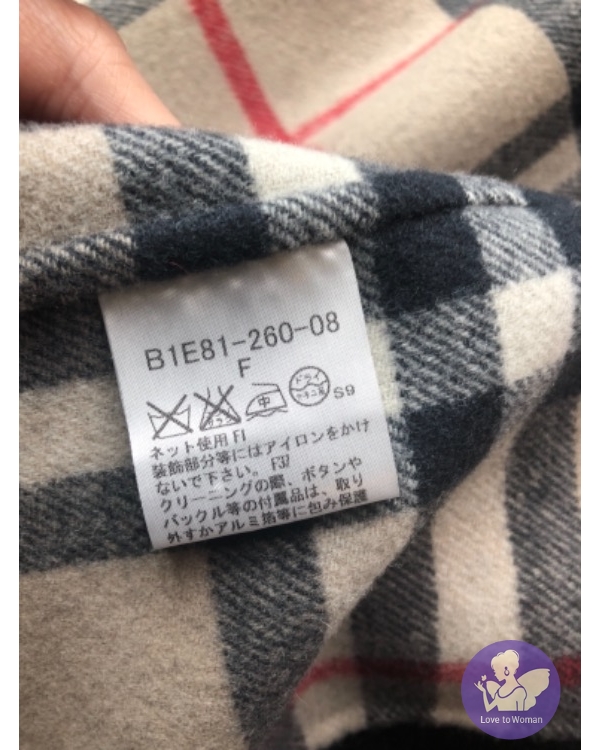 B1E81-260-08
F
ドライ
セキユ系
S9
ネット使用 F1
装飾部分等にはアイロンをかけ
ないで下さい。 F37
クリーニングの際、ボタンや
バックル等の付属品は、取り
外すかアルミ箔等に包み保護
中
Love to Woman